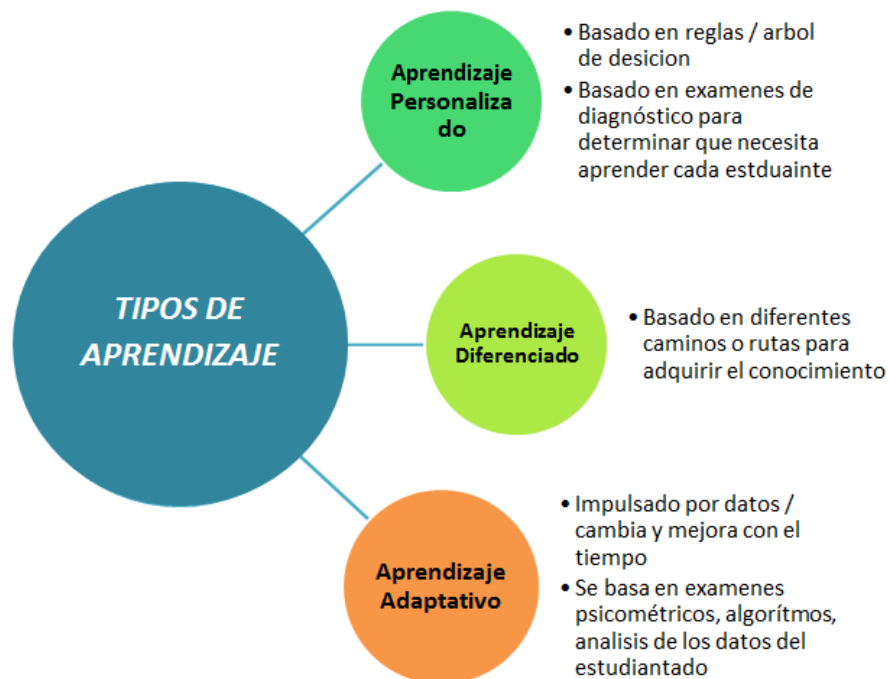 TIPOS DE
APRENDIZAJE
Aprendizaje
Personaliza
do
• Basado en reglas / arbol
de desicion
• Basado en examenes de
diagnóstico para
determinar que necesita
aprender cada estduainte
Aprendizaje
Diferenciado
• Basado en diferentes
caminos o rutas para
adquirir el conocimiento
Aprendizaje
Adaptativo
• Impulsado por datos /
cambia y mejora con el
tiempo
• Se basa en examenes
psicométricos, algorítmos,
analisis de los datos del
estudiantado